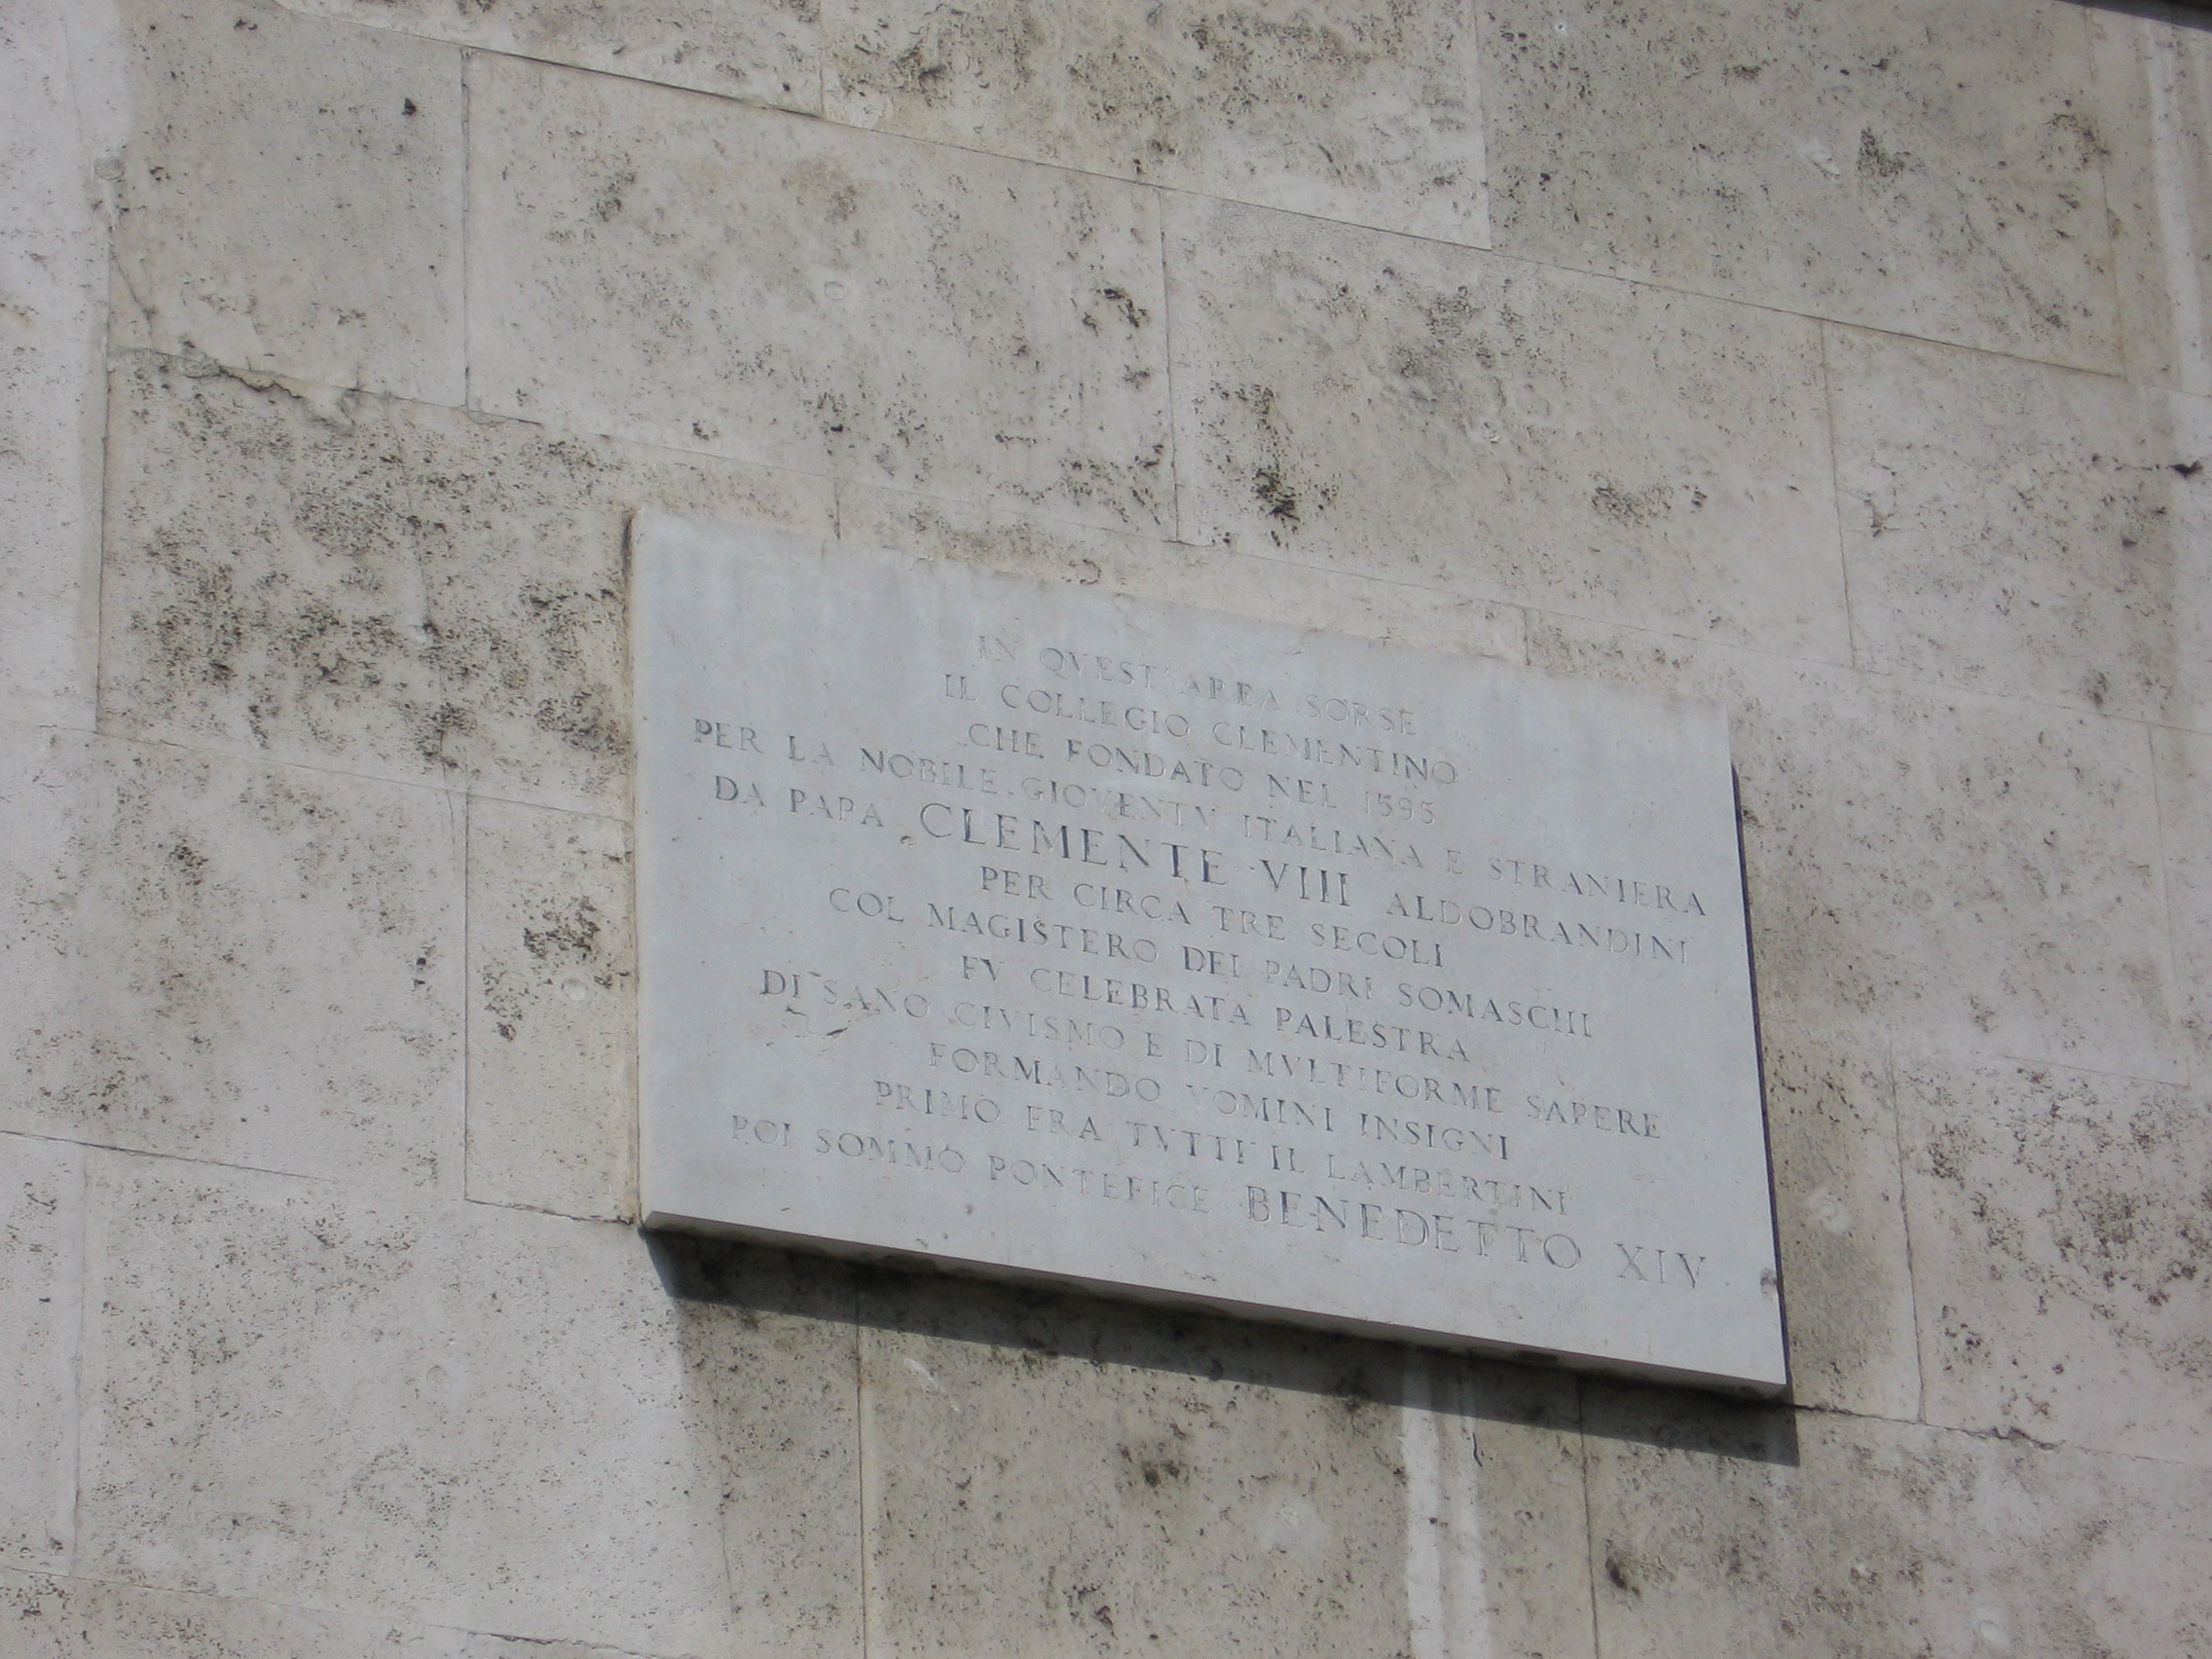 IN QVEST'AREA SORSE
IL COLLEGIO CLEMENTINO
CHE FONDATO NEL 1595
PER LA NOBILE GIOVENTV ITALIANA E STRANIERA
DA PAPA CLEMENTE VIII ALDOBRANDINI
PER CIRCA TRE SECOLI
COL MAGISTERO DEI PADRI SOMASCHI
FV CELEBRATA PALESTRA
DI SANO CIVISMO E DI MVLTIFORME SAPERE
FORMANDO VOMINI INSIGNI
PRIMO FRA TVTTI IL LAMBERTINI
POI SOMMO PONTEFICE BENEDETTO XIV